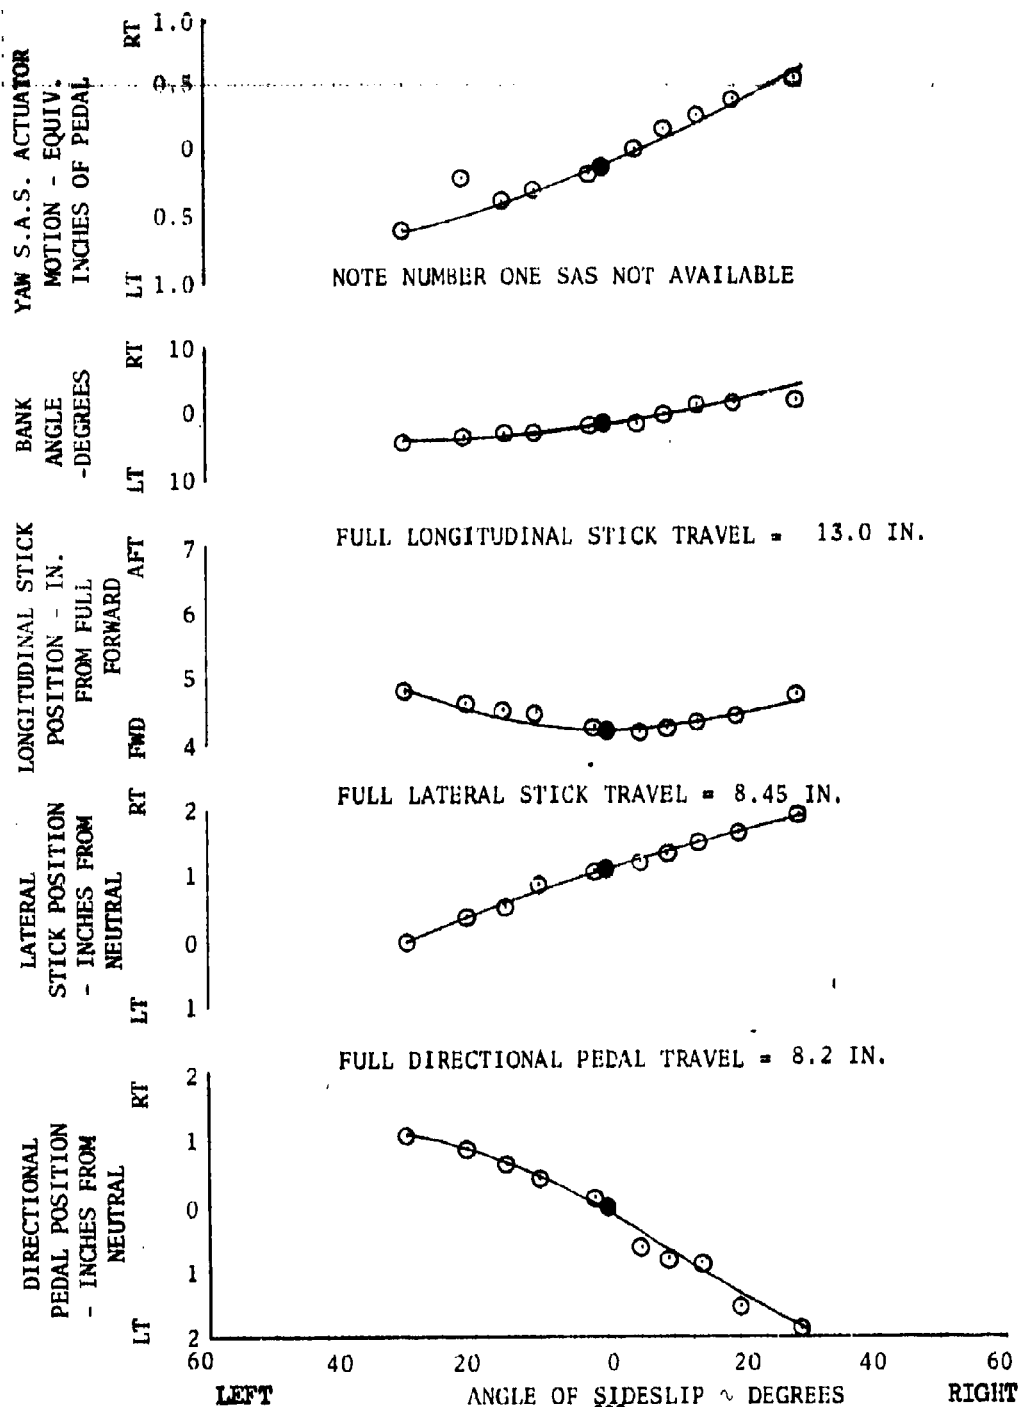 YAW S.A.S. ACTUATOR
MOTION - EQUIV.
INCHES OF PEDAL
RT
LT
1.0
0.5
0
0.5
1.0
NOTE NUMBER ONE SAS NOT AVAILABLE
BANK
ANGLE
-DEGREES
RT
LT
10
0
10
FULL LONGITUDINAL STICK TRAVEL = 13.0 IN.
LONGITUDINAL STICK
POSITION - IN.
FROM FULL
FORWARD
AFT
FWD
7
6
5
4
FULL LATERAL STICK TRAVEL = 8.45 IN.
LATERAL
STICK POSITION
- INCHES FROM
NEUTRAL
RT
LT
2
1
0
1
FULL DIRECTIONAL PEDAL TRAVEL = 8.2 IN.
DIRECTIONAL
PEDAL POSITION
- INCHES FROM
NEUTRAL
RT
LT
2
1
0
1
2
60 40 20 0 20 40 60
LEFT ANGLE OF SIDESLIP ~ DEGREES RIGHT